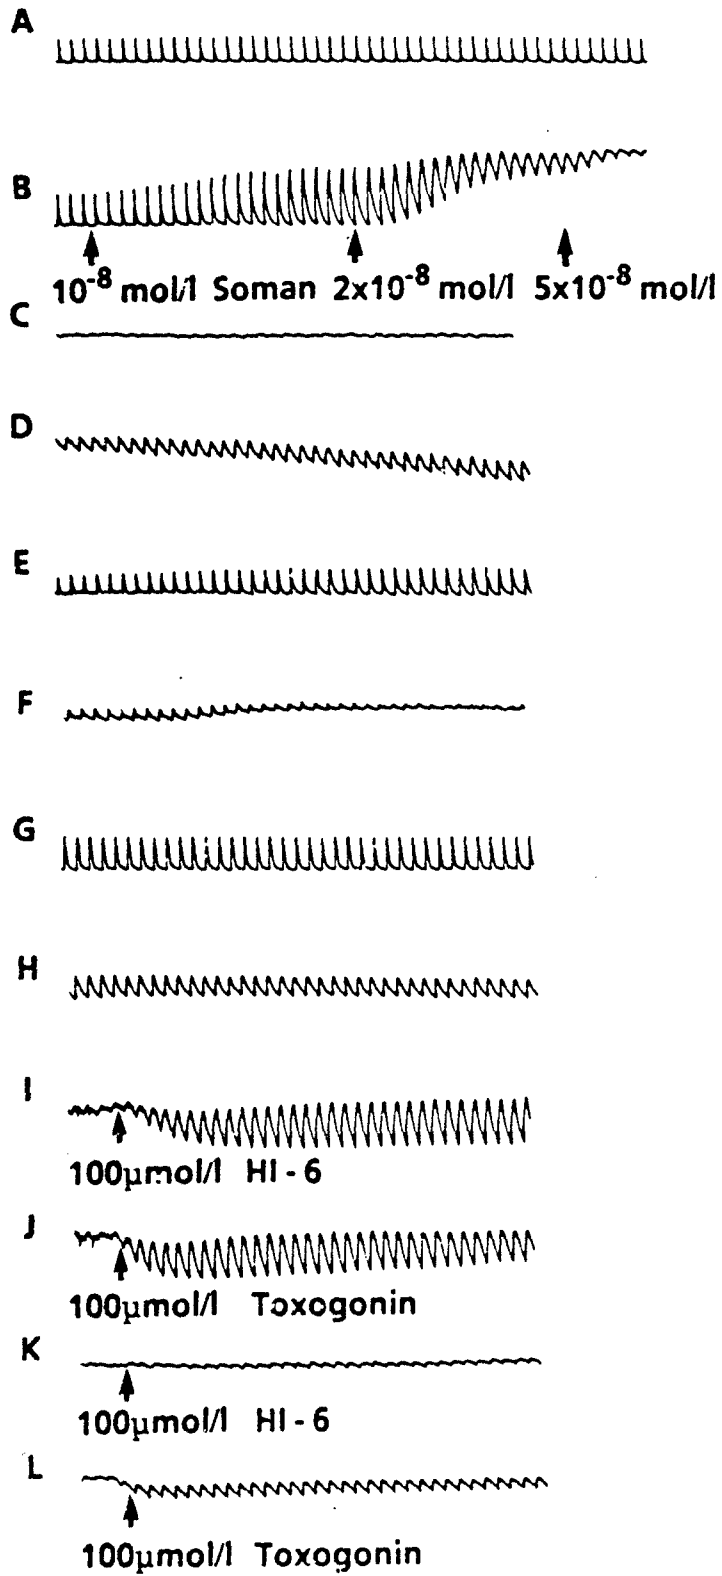 A
B
10⁻⁸ mol/l Soman 2x10⁻⁸ mol/l 5x10⁻⁸ mol/l
C
D
E
F
G
H
I
100µmol/l HI - 6
J
100µmol/l Toxogonin
K
100µmol/l HI - 6
L
100µmol/l Toxogonin